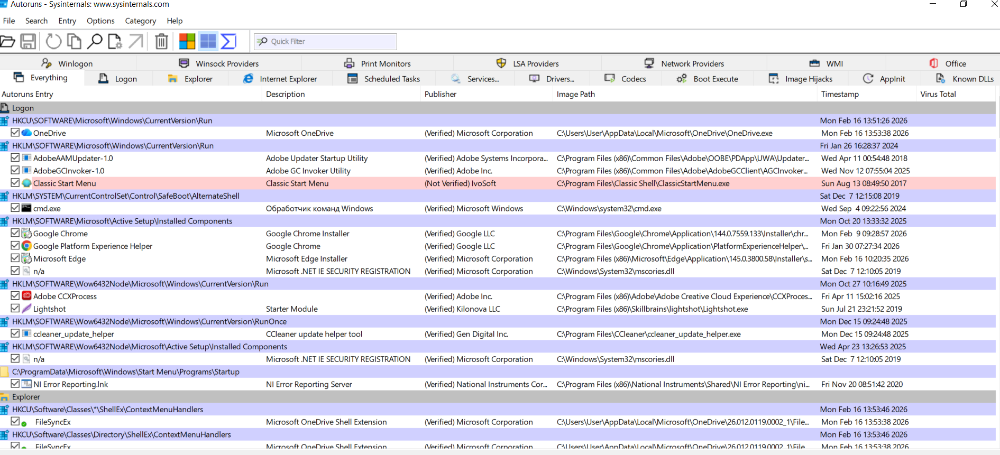 Autoruns - Sysinternals: www.sysinternals.com
File Search Entry Options Category Help
Quick Filter
Winlogon Winsock Providers Print Monitors LSA Providers Network Providers WMI Office
Everything Logon Explorer Internet Explorer Scheduled Tasks Services... Drivers... Codecs Boot Execute Image Hijacks AppInit Known DLLs
Autoruns Entry Description Publisher Image Path Timestamp Virus Total
Logon
HKCU\SOFTWARE\Microsoft\Windows\CurrentVersion\Run Mon Feb 16 13:51:26 2026
OneDrive Microsoft OneDrive (Verified) Microsoft Corporation C:\Users\User\AppData\Local\Microsoft\OneDrive\OneDrive.exe Mon Feb 16 13:53:38 2026
HKLM\SOFTWARE\Microsoft\Windows\CurrentVersion\Run Fri Jan 26 16:28:37 2024
AdobeAAMUpdater-1.0 Adobe Updater Startup Utility (Verified) Adobe Systems Incorpora... C:\Program Files (x86)\Common Files\Adobe\OOBE\PDApp\UWA\Updater... Wed Apr 11 00:54:48 2018
AdobeGCInvoker-1.0 Adobe GC Invoker Utility (Verified) Adobe Inc. C:\Program Files (x86)\Common Files\Adobe\AdobeGCClient\AGCInvoker... Wed Nov 12 07:55:04 2025
Classic Start Menu Classic Start Menu (Not Verified) IvoSoft C:\Program Files\Classic Shell\ClassicStartMenu.exe Sun Aug 13 08:49:50 2017
HKLM\SYSTEM\CurrentControlSet\Control\SafeBoot\AlternateShell Sat Dec 7 12:15:08 2019
cmd.exe Обработчик команд Windows (Verified) Microsoft Windows C:\Windows\system32\cmd.exe Wed Sep 4 09:22:56 2024
HKLM\SOFTWARE\Microsoft\Active Setup\Installed Components Mon Oct 20 13:33:32 2025
Google Chrome Google Chrome Installer (Verified) Google LLC C:\Program Files\Google\Chrome\Application\144.0.7559.133\Installer\chr... Mon Feb 9 09:28:57 2026
Google Platform Experience Helper Google Chrome (Verified) Google LLC C:\Program Files\Google\Chrome\Application\PlatformExperienceHelper\... Fri Jan 30 07:27:34 2026
Microsoft Edge Microsoft Edge Installer (Verified) Microsoft Corporation C:\Program Files (x86)\Microsoft\Edge\Application\145.0.3800.58\Installer\s... Mon Feb 16 10:20:35 2026
n/a Microsoft .NET IE SECURITY REGISTRATION (Verified) Microsoft Corporation C:\Windows\System32\mscories.dll Sat Dec 7 12:10:05 2019
HKLM\SOFTWARE\Wow6432Node\Microsoft\Windows\CurrentVersion\Run Mon Oct 27 10:16:49 2025
Adobe CCXProcess (Verified) Adobe Inc. C:\Program Files (x86)\Adobe\Adobe Creative Cloud Experience\CCXProces... Fri Apr 11 15:02:16 2025
Lightshot Starter Module (Verified) Kilonova LLC C:\Program Files (x86)\Skillbrains\lightshot\Lightshot.exe Sun Jul 21 23:21:52 2019
HKLM\SOFTWARE\Wow6432Node\Microsoft\Windows\CurrentVersion\RunOnce Mon Dec 15 09:24:48 2025
ccleaner_update_helper CCleaner update helper tool (Verified) Gen Digital Inc. C:\Program Files\CCleaner\ccleaner_update_helper.exe Mon Dec 15 09:24:48 2025
HKLM\SOFTWARE\Wow6432Node\Microsoft\Active Setup\Installed Components Wed Apr 23 13:26:53 2025
n/a Microsoft .NET IE SECURITY REGISTRATION (Verified) Microsoft Corporation C:\Windows\System32\mscories.dll Sat Dec 7 12:10:05 2019
C:\ProgramData\Microsoft\Windows\Start Menu\Programs\Startup
NI Error Reporting.lnk NI Error Reporting Server (Verified) National Instruments Cor... C:\Program Files (x86)\National Instruments\Shared\NI Error Reporting\ni... Fri Nov 20 08:51:42 2020
Explorer
HKCU\Software\Classes\*\ShellEx\ContextMenuHandlers Mon Feb 16 13:53:46 2026
FileSyncEx Microsoft OneDrive Shell Extension (Verified) Microsoft Corporation C:\Users\User\AppData\Local\Microsoft\OneDrive\26.012.0119.0002_1\File... Mon Feb 16 13:53:38 2026
HKCU\Software\Classes\Directory\ShellEx\ContextMenuHandlers Mon Feb 16 13:53:46 2026
FileSyncEx Microsoft OneDrive Shell Extension (Verified) Microsoft Corporation C:\Users\User\AppData\Local\Microsoft\OneDrive\26.012.0119.0002_1\File... Mon Feb 16 13:53:38 2026